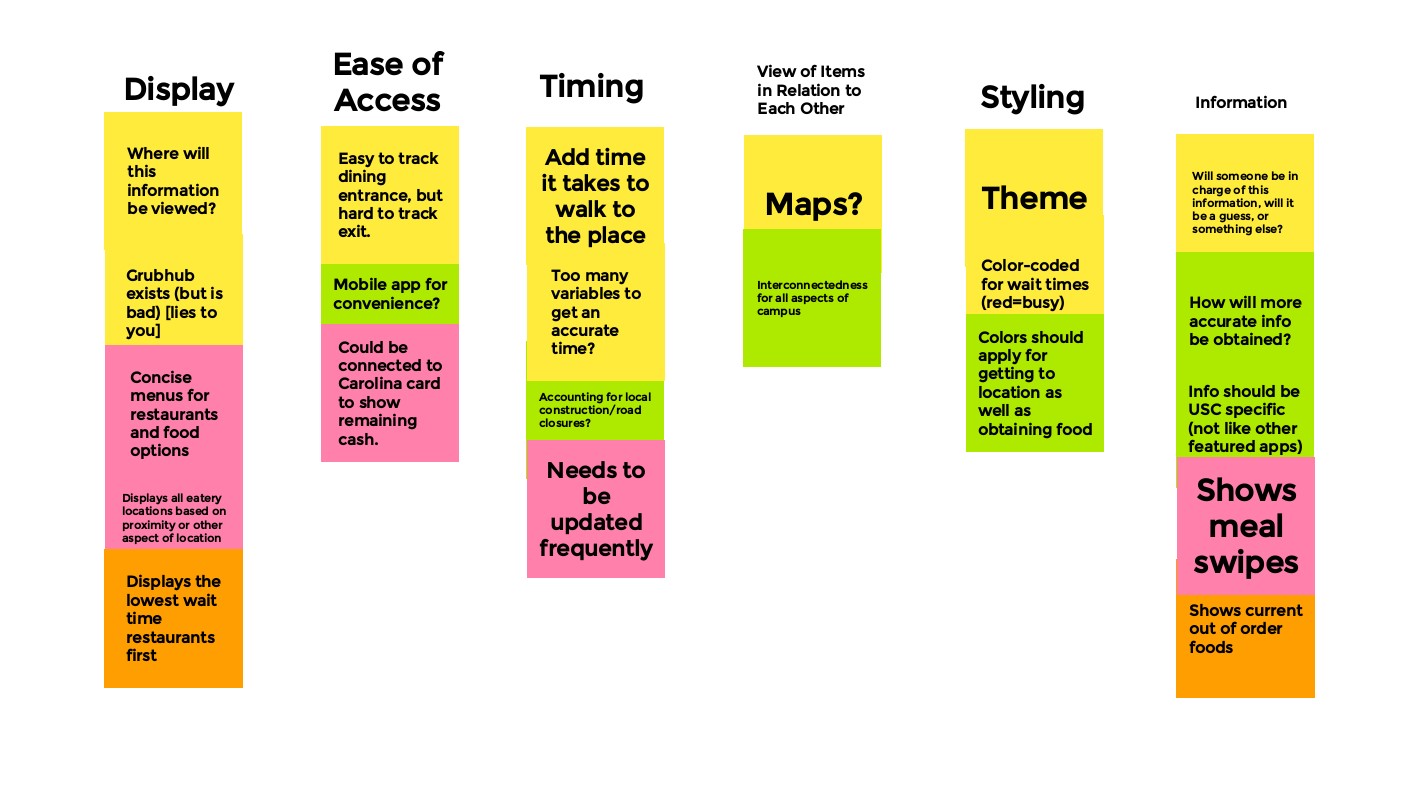 Display
Where will
this
information
be viewed?
Grubhub
exists (but is
bad) [lies to
you]
Concise
menus for
restaurants
and food
options
Displays all eatery
locations based on
proximity or other
aspect of location
Displays the
lowest wait
time
restaurants
first
Ease of
Access
Easy to track
dining
entrance, but
hard to track
exit.
Mobile app for
convenience?
Could be
connected to
Carolina card
to show
remaining
cash.
Timing
Add time
it takes to
walk to
the place
Too many
variables to
get an
accurate
time?
Accounting for local
construction/road
closures?
Needs to
be
updated
frequently
View of Items
in Relation to
Each Other
Maps?
Interconnectedness
for all aspects of
campus
Styling
Theme
Color-coded
for wait times
(red=busy)
Colors should
apply for
getting to
location as
well as
obtaining food
Information
Will someone be in
charge of this
information, will it
be a guess, or
something else?
How will more
accurate info
be obtained?
Info should be
USC specific
(not like other
featured apps)
Shows
meal
swipes
Shows current
out of order
foods